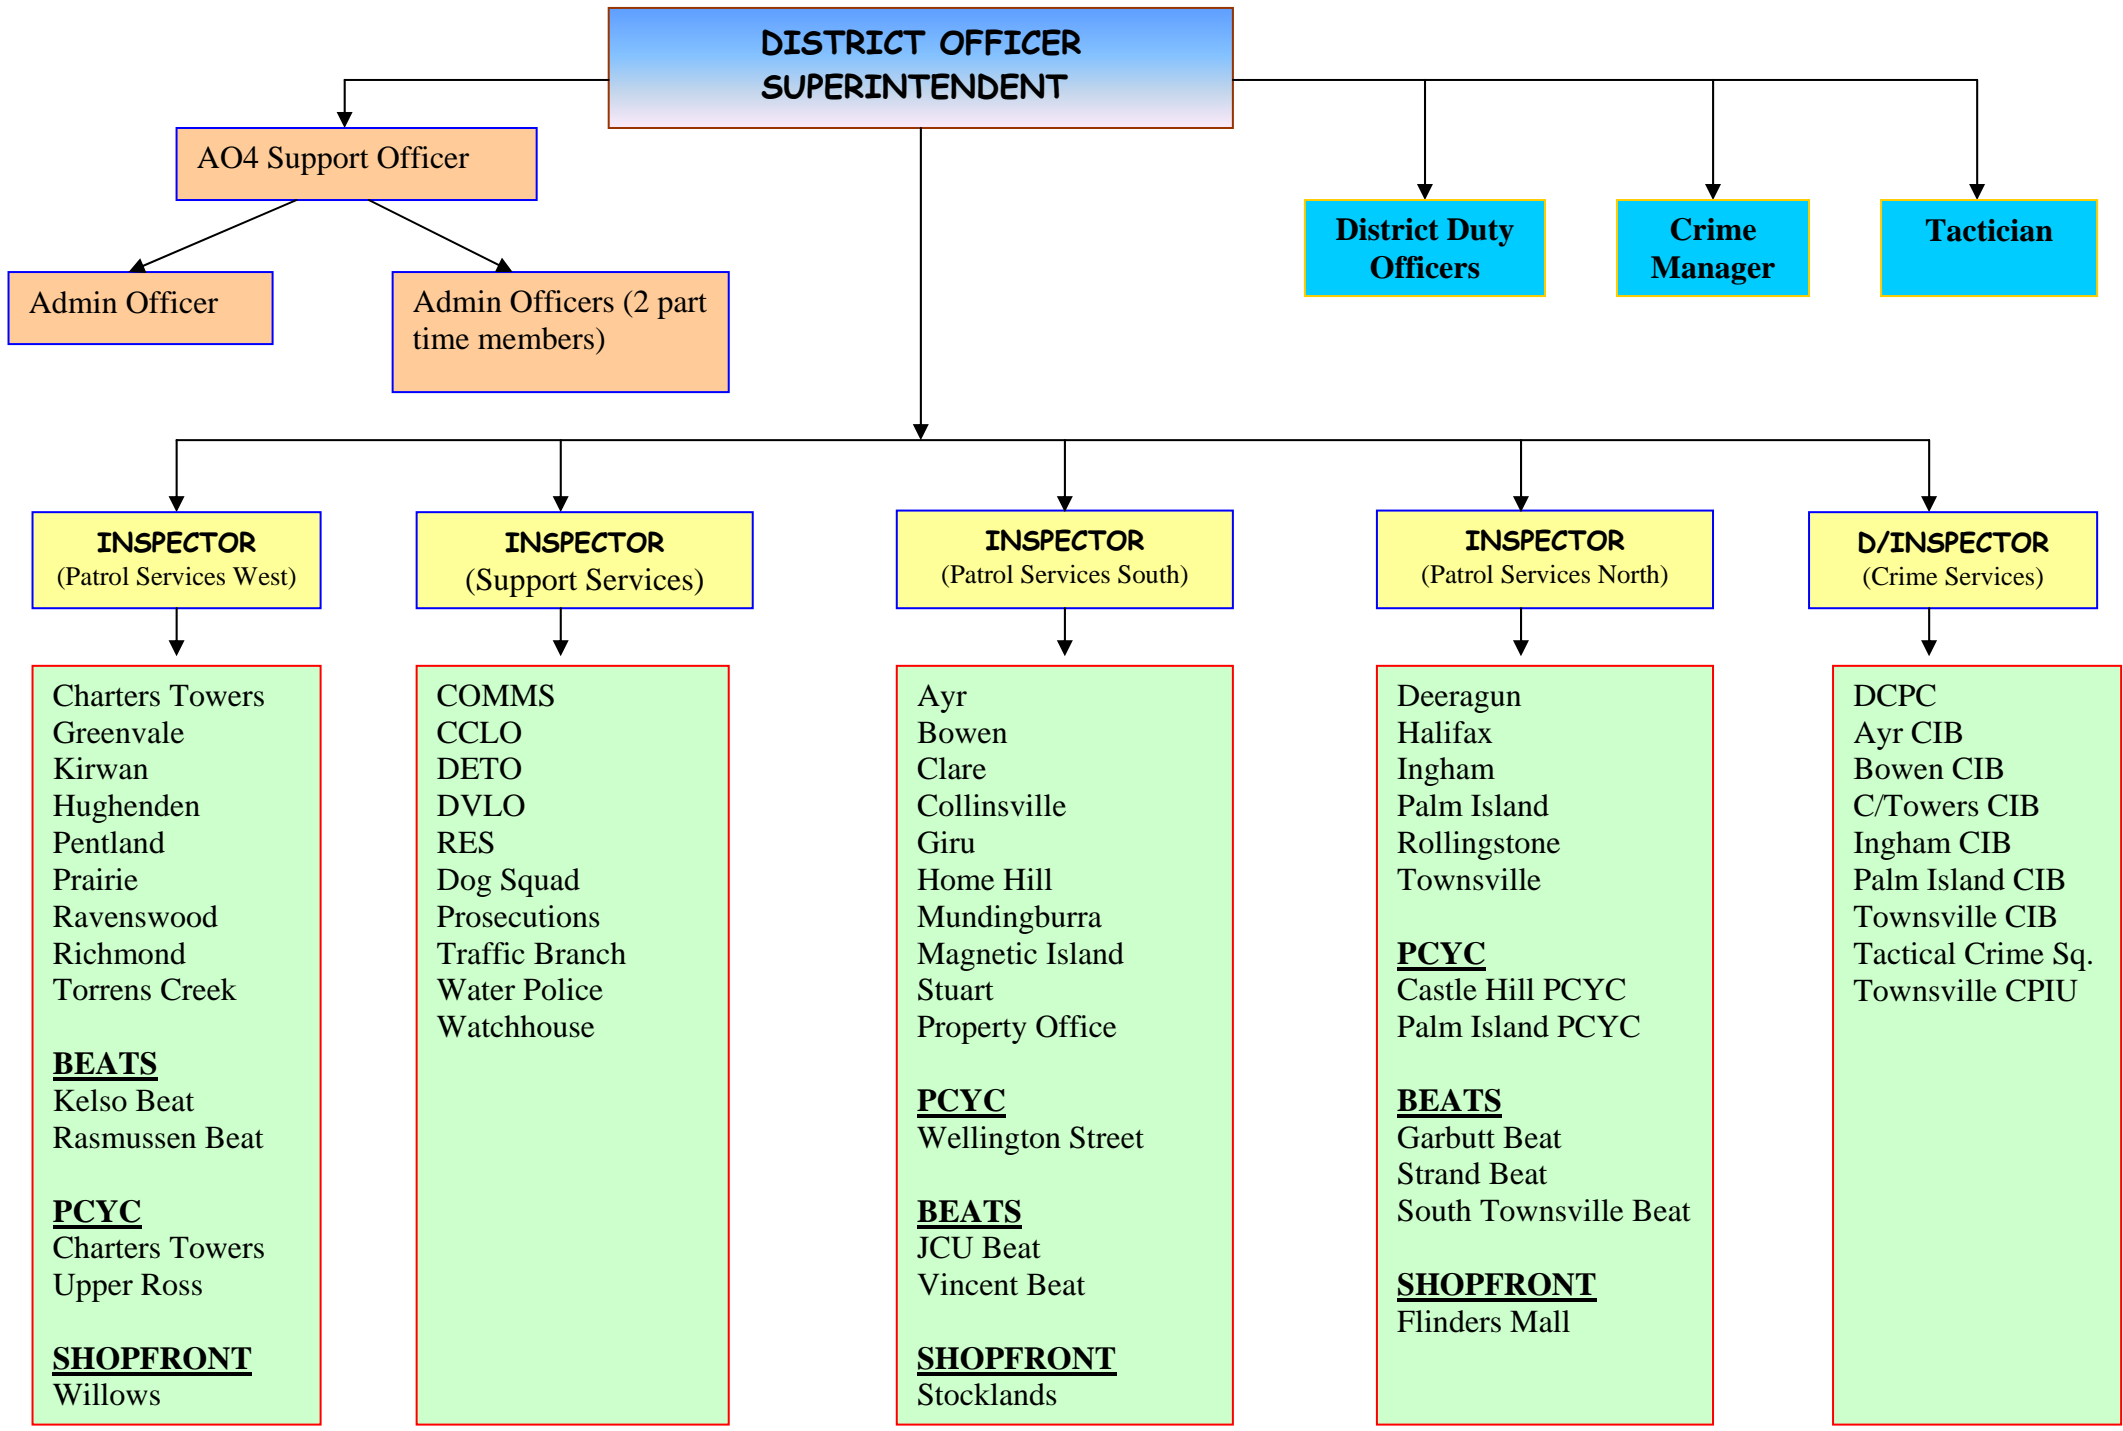 DISTRICT OFFICER
SUPERINTENDENT
AO4 Support Officer
Admin Officer
Admin Officers (2 part
time members)
District Duty
Officers
Crime
Manager
Tactician
INSPECTOR
(Patrol Services West)
Charters Towers
Greenvale
Kirwan
Hughenden
Pentland
Prairie
Ravenswood
Richmond
Torrens Creek
BEATS
Kelso Beat
Rasmussen Beat
PCYC
Charters Towers
Upper Ross
SHOPFRONT
Willows
INSPECTOR
(Support Services)
COMMS
CCLO
DETO
DVLO
RES
Dog Squad
Prosecutions
Traffic Branch
Water Police
Watchhouse
INSPECTOR
(Patrol Services South)
Ayr
Bowen
Clare
Collinsville
Giru
Home Hill
Mundingburra
Magnetic Island
Stuart
Property Office
PCYC
Wellington Street
BEATS
JCU Beat
Vincent Beat
SHOPFRONT
Stocklands
INSPECTOR
(Patrol Services North)
Deeragun
Halifax
Ingham
Palm Island
Rollingstone
Townsville
PCYC
Castle Hill PCYC
Palm Island PCYC
BEATS
Garbutt Beat
Strand Beat
South Townsville Beat
SHOPFRONT
Flinders Mall
D/INSPECTOR
(Crime Services)
DCPC
Ayr CIB
Bowen CIB
C/Towers CIB
Ingham CIB
Palm Island CIB
Townsville CIB
Tactical Crime Sq.
Townsville CPIU